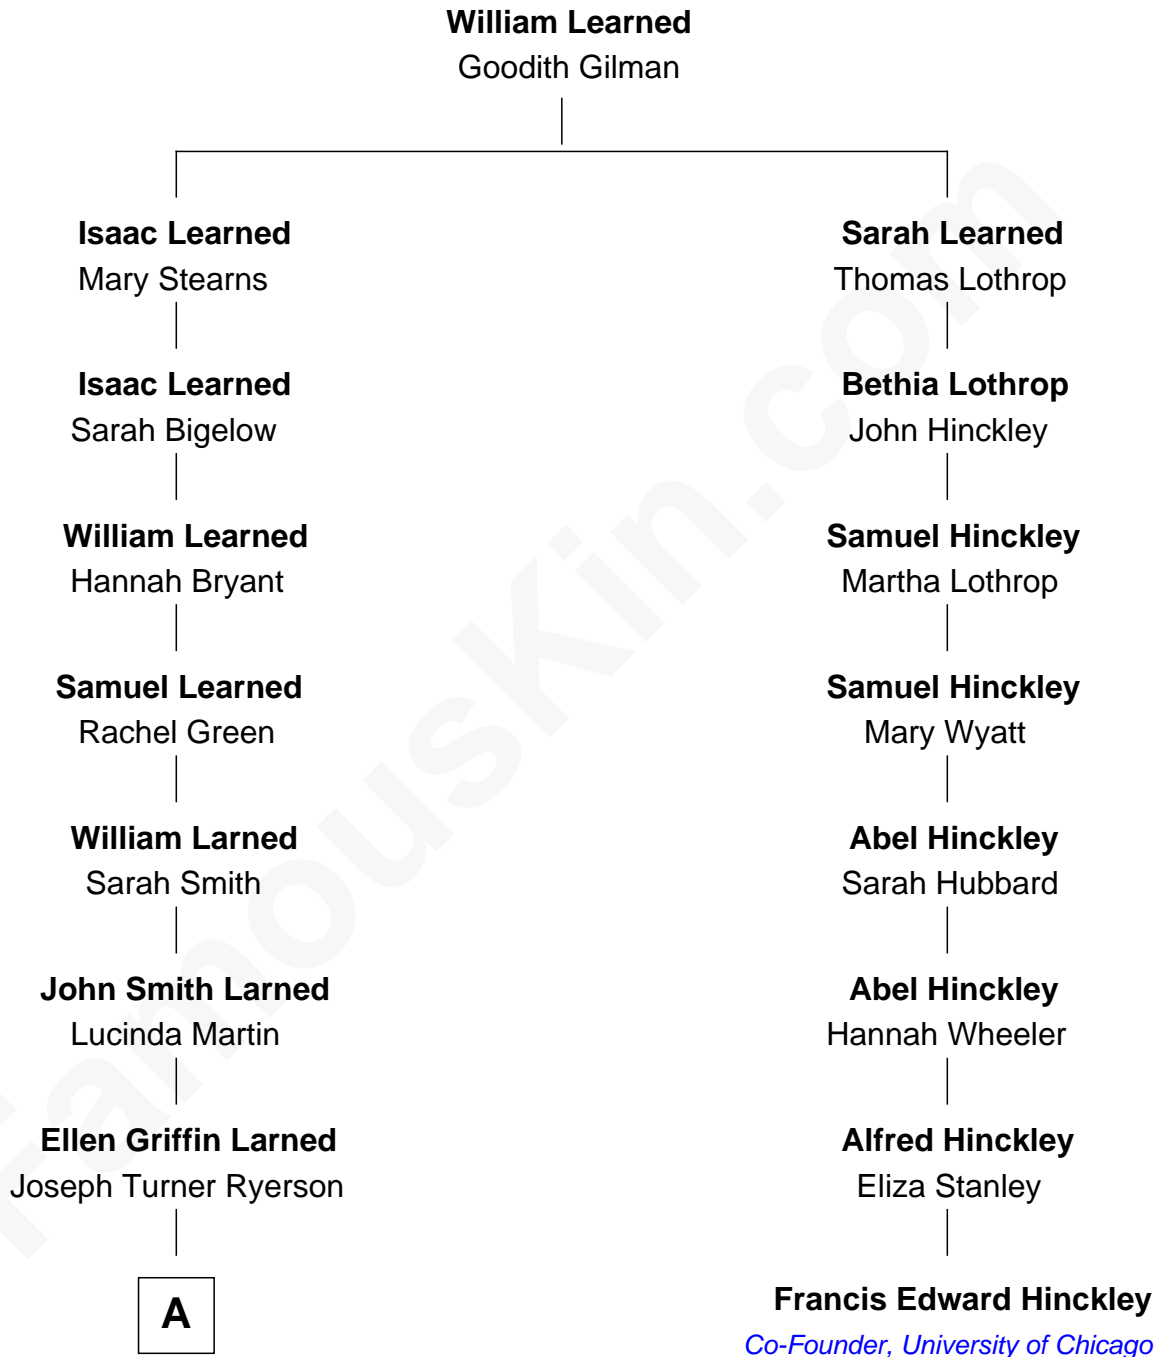 William Learned
Goodith Gilman
Isaac Learned
Mary Stearns
Isaac Learned
Sarah Bigelow
William Learned
Hannah Bryant
Samuel Learned
Rachel Green
William Larned
Sarah Smith
John Smith Larned
Lucinda Martin
Ellen Griffin Larned
Joseph Turner Ryerson
A
Sarah Learned
Thomas Lothrop
Bethia Lothrop
John Hinckley
Samuel Hinckley
Martha Lothrop
Samuel Hinckley
Mary Wyatt
Abel Hinckley
Sarah Hubbard
Abel Hinckley
Hannah Wheeler
Alfred Hinckley
Eliza Stanley
Francis Edward Hinckley
Co-Founder, University of Chicago
FamousKin.com